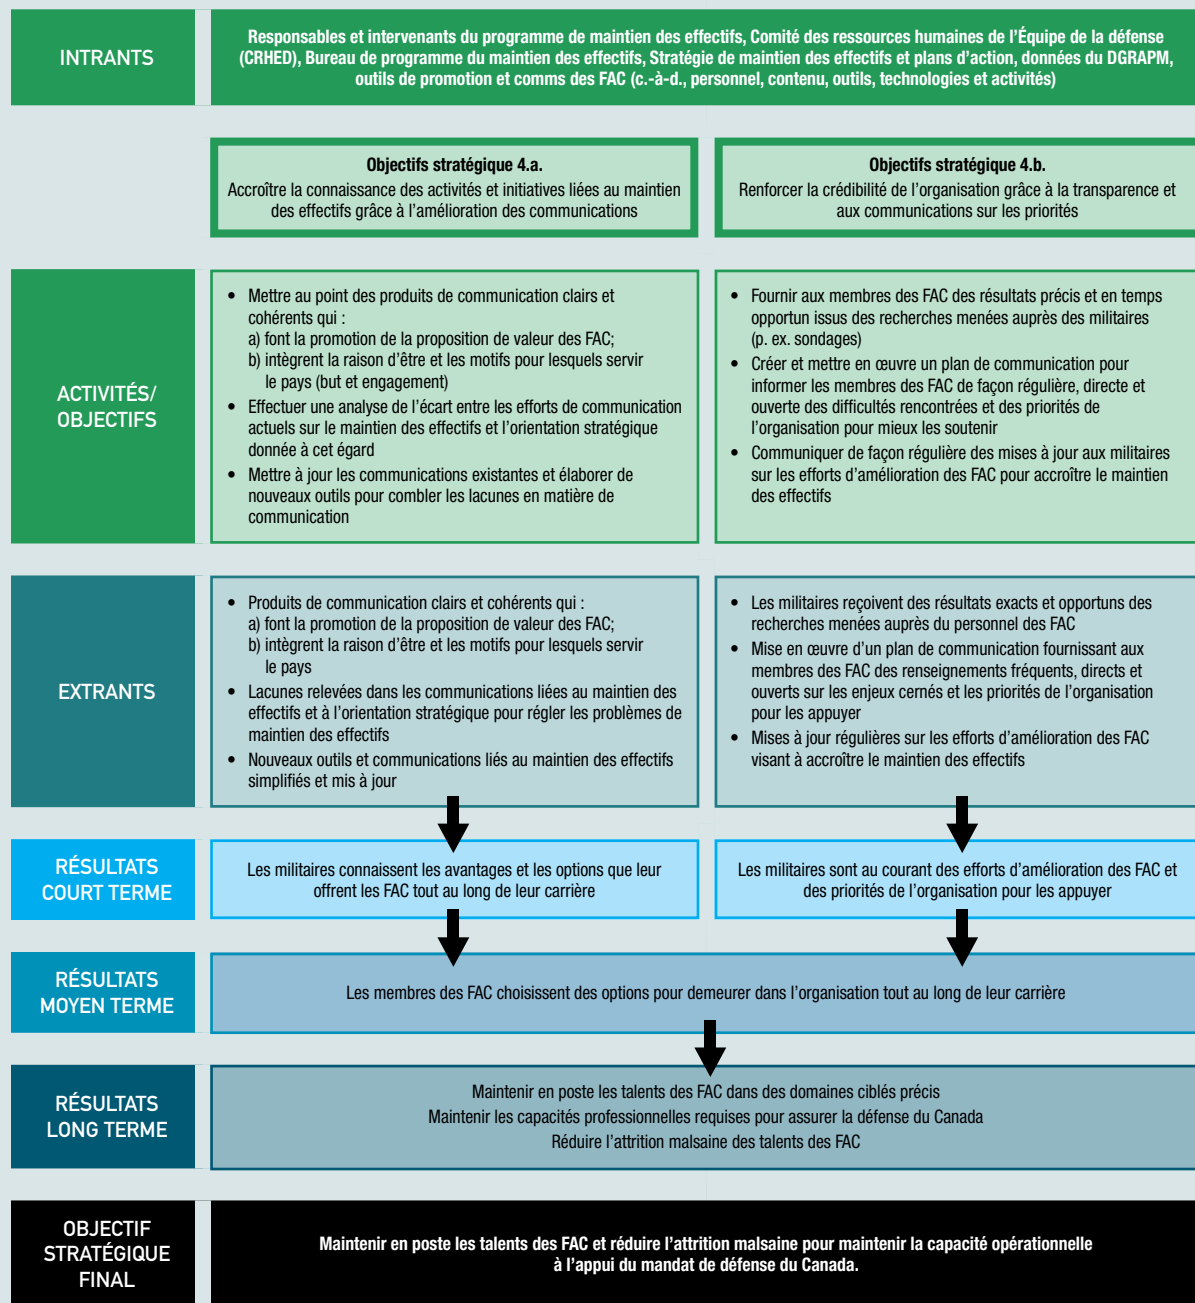 INTRANTS
Responsables et intervenants du programme de maintien des effectifs, Comité des ressources humaines de l'Équipe de la défense
(CRHED), Bureau de programme du maintien des effectifs, Stratégie de maintien des effectifs et plans d'action, données du DGRAPM,
outils de promotion et comms des FAC (c.-à-d., personnel, contenu, outils, technologies et activités)
Objectifs stratégique 4.a.
Accroître la connaissance des activités et initiatives liées au maintien
des effectifs grâce à l'amélioration des communications
Objectifs stratégique 4.b.
Renforcer la crédibilité de l'organisation grâce à la transparence et
aux communications sur les priorités
ACTIVITÉS/
OBJECTIFS
• Mettre au point des produits de communication clairs et
cohérents qui :
a) font la promotion de la proposition de valeur des FAC;
b) intègrent la raison d'être et les motifs pour lesquels servir
le pays (but et engagement)
• Effectuer une analyse de l'écart entre les efforts de communication
actuels sur le maintien des effectifs et l'orientation stratégique
donnée à cet égard
• Mettre à jour les communications existantes et élaborer de
nouveaux outils pour combler les lacunes en matière de
communication
• Fournir aux membres des FAC des résultats précis et en temps
opportun issus des recherches menées auprès des militaires
(p. ex. sondages)
• Créer et mettre en œuvre un plan de communication pour
informer les membres des FAC de façon régulière, directe et
ouverte des difficultés rencontrées et des priorités de
l'organisation pour mieux les soutenir
• Communiquer de façon régulière des mises à jour aux militaires
sur les efforts d'amélioration des FAC pour accroître le maintien
des effectifs
EXTRANTS
• Produits de communication clairs et cohérents qui :
a) font la promotion de la proposition de valeur des FAC;
b) intègrent la raison d'être et les motifs pour lesquels servir
le pays
• Lacunes relevées dans les communications liées au maintien des
effectifs et à l'orientation stratégique pour régler les problèmes de
maintien des effectifs
• Nouveaux outils et communications liés au maintien des effectifs
simplifiés et mis à jour
• Les militaires reçoivent des résultats exacts et opportuns des
recherches menées auprès du personnel des FAC
• Mise en œuvre d'un plan de communication fournissant aux
membres des FAC des renseignements fréquents, directs et
ouverts sur les enjeux cernés et les priorités de l'organisation
pour les appuyer
• Mises à jour régulières sur les efforts d'amélioration des FAC
visant à accroître le maintien des effectifs
RÉSULTATS
COURT TERME
Les militaires connaissent les avantages et les options que leur
offrent les FAC tout au long de leur carrière
Les militaires sont au courant des efforts d'amélioration des FAC et
des priorités de l'organisation pour les appuyer
RÉSULTATS
MOYEN TERME
Les membres des FAC choisissent des options pour demeurer dans l'organisation tout au long de leur carrière
RÉSULTATS
LONG TERME
Maintenir en poste les talents des FAC dans des domaines ciblés précis
Maintenir les capacités professionnelles requises pour assurer la défense du Canada
Réduire l'attrition malsaine des talents des FAC
OBJECTIF
STRATÉGIQUE
FINAL
Maintenir en poste les talents des FAC et réduire l'attrition malsaine pour maintenir la capacité opérationnelle
à l'appui du mandat de défense du Canada.